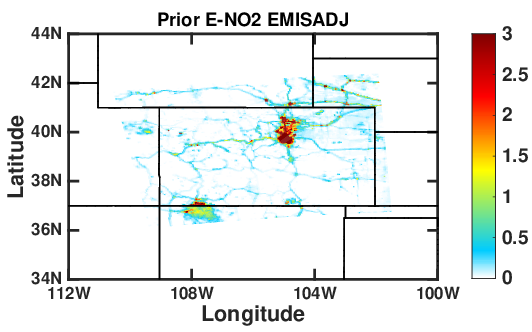 Prior E-NO2 EMISADJ
44N
42N
40N
38N
36N
34N
Latitude
112W 108W 104W 100W
Longitude
3
2.5
2
1.5
1
0.5
0